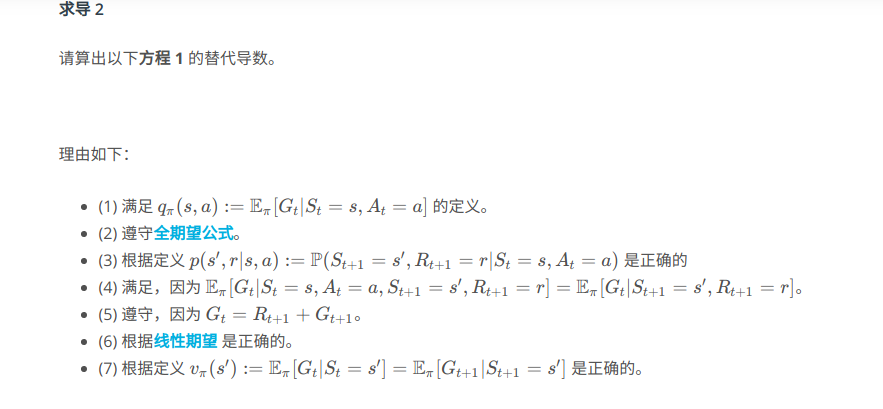 求导 2
请算出以下方程 1 的替代导数。
理由如下：
• (1) 满足 $q_\pi(s, a) := \mathbb{E}_\pi[G_t|S_t = s, A_t = a]$ 的定义。
• (2) 遵守全期望公式。
• (3) 根据定义 $p(s', r|s, a) := \mathbb{P}(S_{t+1} = s', R_{t+1} = r|S_t = s, A_t = a)$ 是正确的
• (4) 满足，因为 $\mathbb{E}_\pi[G_t|S_t = s, A_t = a, S_{t+1} = s', R_{t+1} = r] = \mathbb{E}_\pi[G_t|S_{t+1} = s', R_{t+1} = r]$。
• (5) 遵守，因为 $G_t = R_{t+1} + G_{t+1}$。
• (6) 根据线性期望 是正确的。
• (7) 根据定义 $v_\pi(s') := \mathbb{E}_\pi[G_t|S_t = s'] = \mathbb{E}_\pi[G_{t+1}|S_{t+1} = s']$ 是正确的。